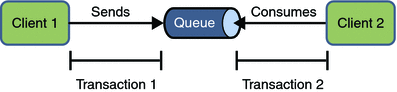 Client 1
Sends
Queue
Consumes
Client 2
Transaction 1
Transaction 2